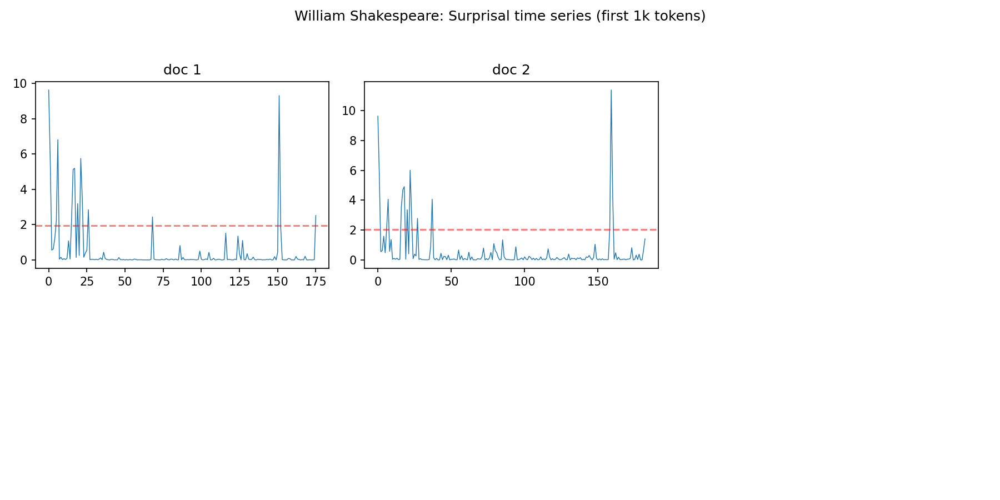 William Shakespeare: Surprisal time series (first 1k tokens)
doc 1
10
8
6
4
2
0
0 25 50 75 100 125 150 175
doc 2
10
8
6
4
2
0
0 50 100 150